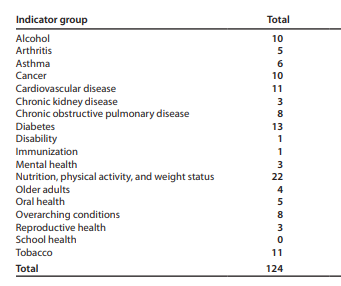 Indicator group Total
Alcohol 10
Arthritis 5
Asthma 6
Cancer 10
Cardiovascular disease 11
Chronic kidney disease 3
Chronic obstructive pulmonary disease 8
Diabetes 13
Disability 1
Immunization 1
Mental health 3
Nutrition, physical activity, and weight status 22
Older adults 4
Oral health 5
Overarching conditions 8
Reproductive health 3
School health 0
Tobacco 11
Total 124